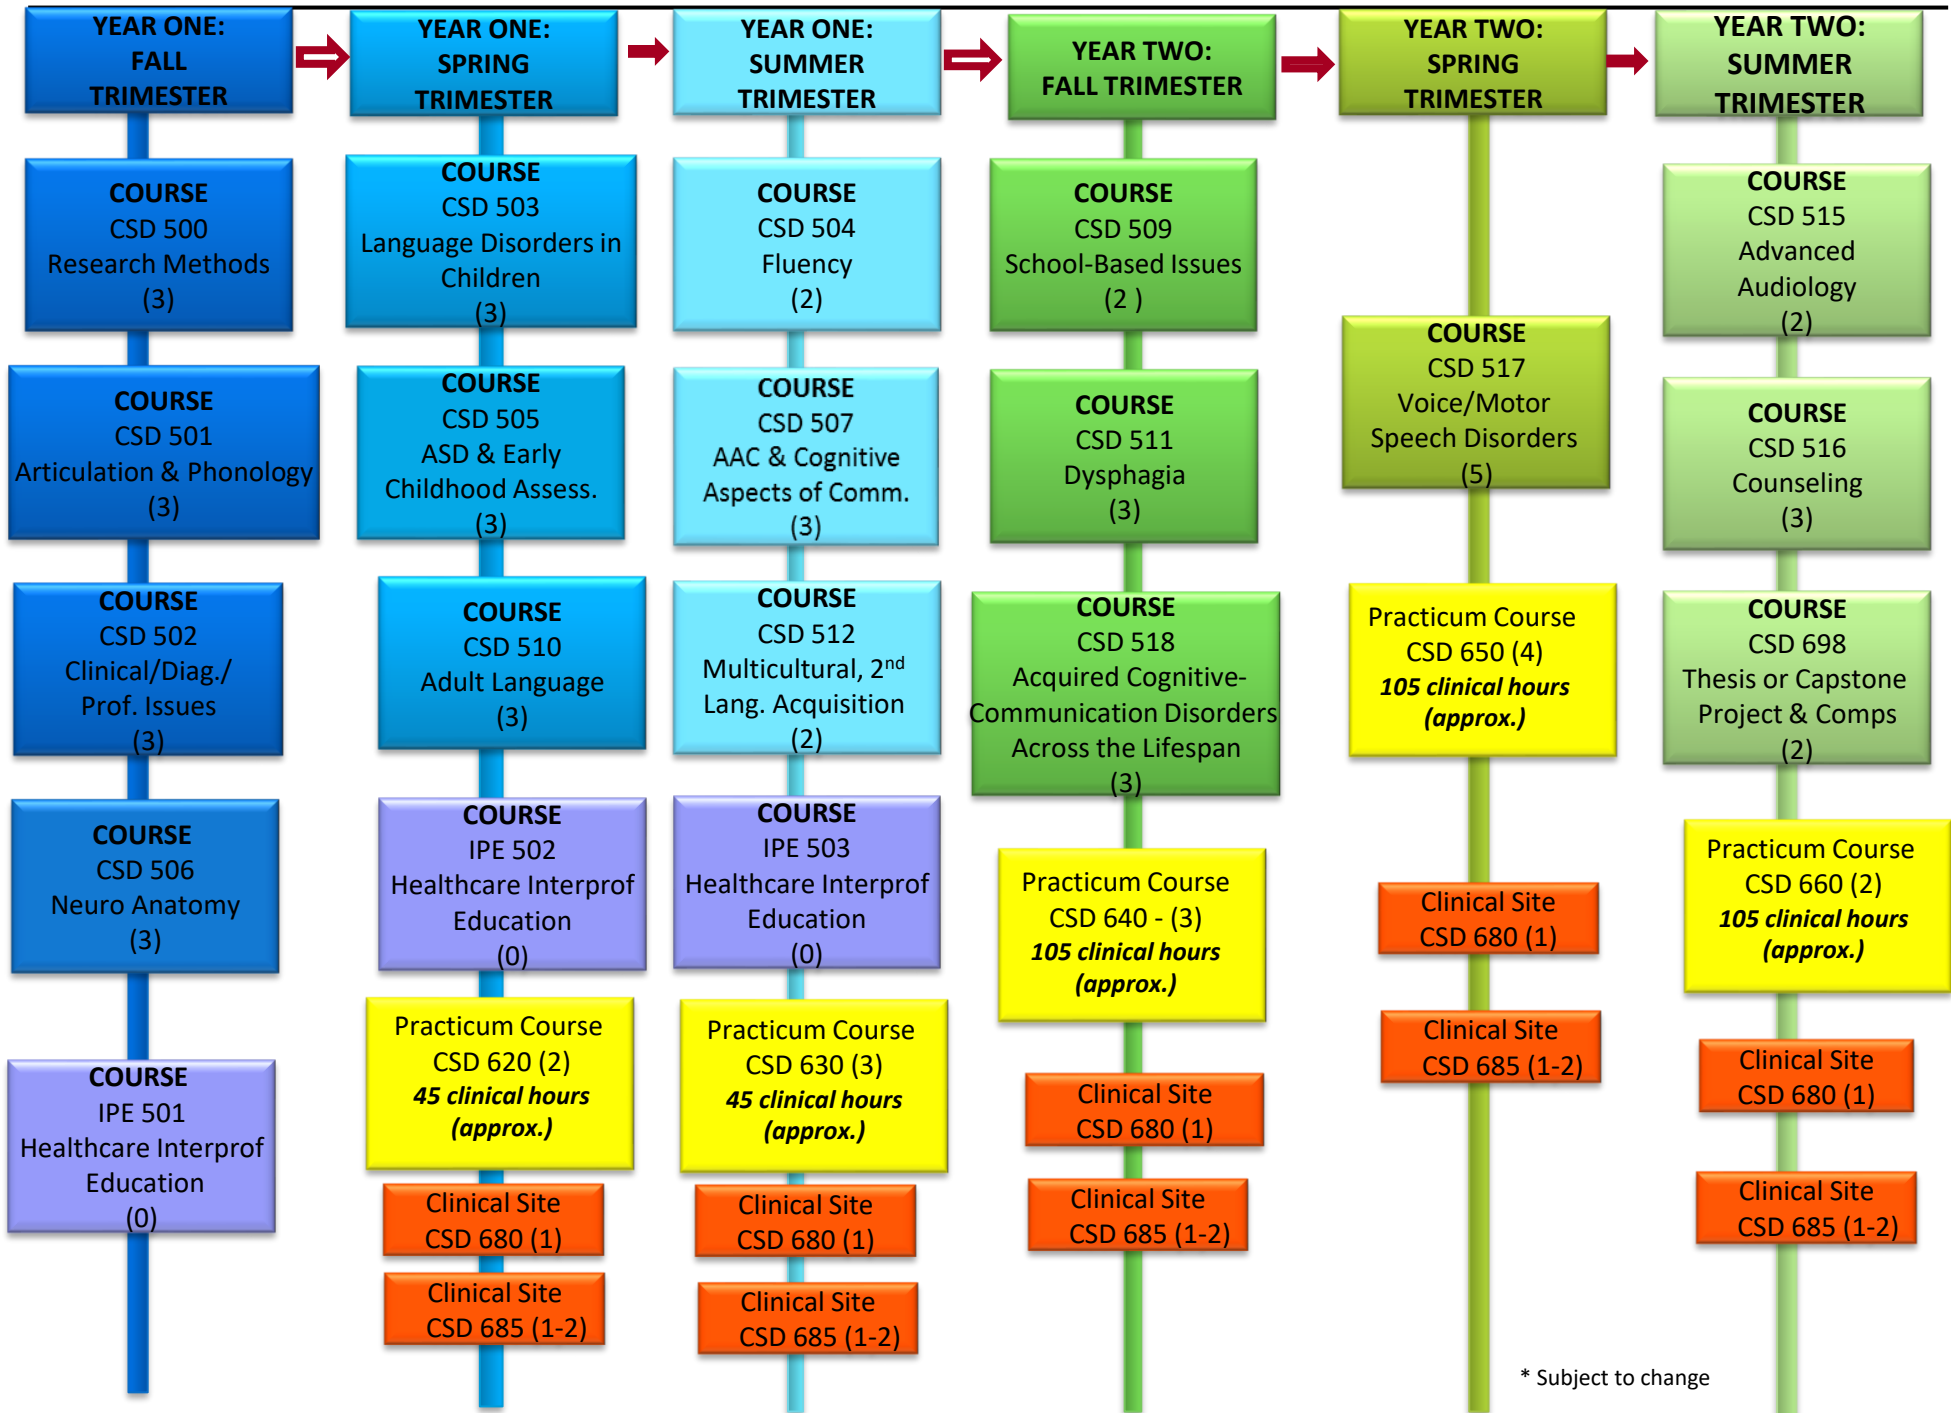 YEAR ONE:
FALL
TRIMESTER
COURSE
CSD 500
Research Methods
(3)
COURSE
CSD 501
Articulation & Phonology
(3)
COURSE
CSD 502
Clinical/Diag./
Prof. Issues
(3)
COURSE
CSD 506
Neuro Anatomy
(3)
COURSE
IPE 501
Healthcare Interprof
Education
(0)
YEAR ONE:
SPRING
TRIMESTER
COURSE
CSD 503
Language Disorders in
Children
(3)
COURSE
CSD 505
ASD & Early
Childhood Assess.
(3)
COURSE
CSD 510
Adult Language
(3)
COURSE
IPE 502
Healthcare Interprof
Education
(0)
Practicum Course
CSD 620 (2)
45 clinical hours
(approx.)
Clinical Site
CSD 680 (1)
Clinical Site
CSD 685 (1-2)
YEAR ONE:
SUMMER
TRIMESTER
COURSE
CSD 504
Fluency
(2)
COURSE
CSD 507
AAC & Cognitive
Aspects of Comm.
(3)
COURSE
CSD 512
Multicultural, 2nd
Lang. Acquisition
(2)
COURSE
IPE 503
Healthcare Interprof
Education
(0)
Practicum Course
CSD 630 (3)
45 clinical hours
(approx.)
Clinical Site
CSD 680 (1)
Clinical Site
CSD 685 (1-2)
YEAR TWO:
FALL TRIMESTER
COURSE
CSD 509
School-Based Issues
(2 )
COURSE
CSD 511
Dysphagia
(3)
COURSE
CSD 518
Acquired Cognitive-
Communication Disorders
Across the Lifespan
(3)
Practicum Course
CSD 640 - (3)
105 clinical hours
(approx.)
Clinical Site
CSD 680 (1)
Clinical Site
CSD 685 (1-2)
YEAR TWO:
SPRING
TRIMESTER
COURSE
CSD 517
Voice/Motor
Speech Disorders
(5)
Practicum Course
CSD 650 (4)
105 clinical hours
(approx.)
Clinical Site
CSD 680 (1)
Clinical Site
CSD 685 (1-2)
YEAR TWO:
SUMMER
TRIMESTER
COURSE
CSD 515
Advanced
Audiology
(2)
COURSE
CSD 516
Counseling
(3)
COURSE
CSD 698
Thesis or Capstone
Project & Comps
(2)
Practicum Course
CSD 660 (2)
105 clinical hours
(approx.)
Clinical Site
CSD 680 (1)
Clinical Site
CSD 685 (1-2)
* Subject to change